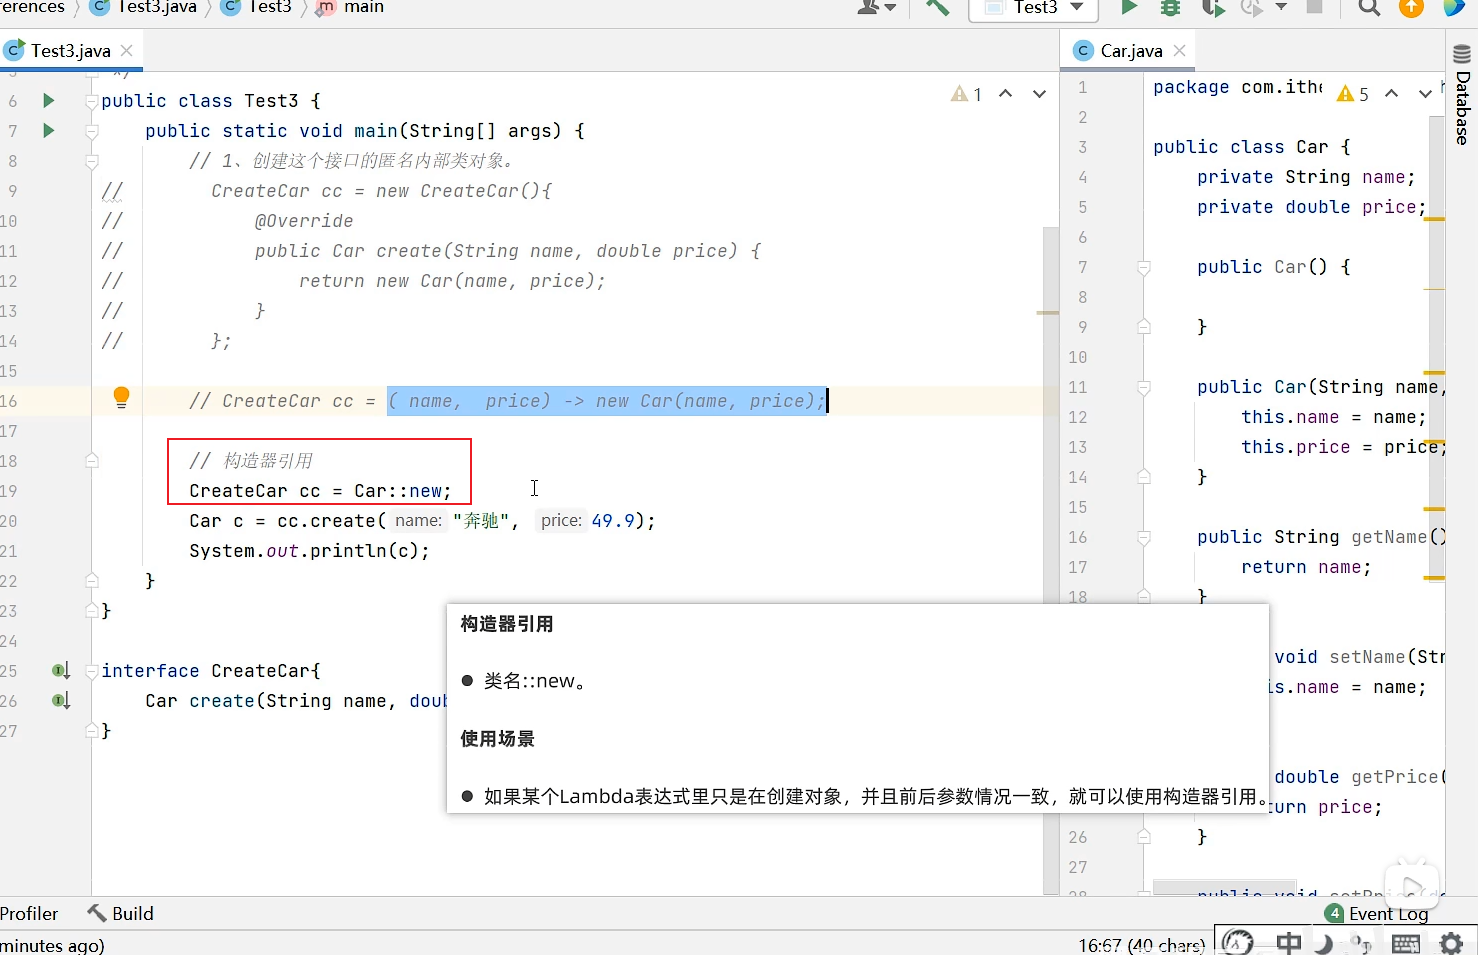 erences Test3.java Test3 main
Test3
Test3.java
Car.java
Database
5 */
6 public class Test3 {
7 public static void main(String[] args) {
8 // 1、创建这个接口的匿名内部类对象。
9 // CreateCar cc = new CreateCar(){
10 // @Override
11 // public Car create(String name, double price) {
12 // return new Car(name, price);
13 // }
14 // };
15
16 // CreateCar cc = ( name,  price) -> new Car(name, price);
17
18 // 构造器引用
19 CreateCar cc = Car::new;
20 Car c = cc.create( name: "奔驰", price: 49.9);
21 System.out.println(c);
22 }
23 }
24
25 interface CreateCar{
26 Car create(String name, doub
27 }
1
构造器引用
● 类名::new。
使用场景
● 如果某个Lambda表达式里只是在创建对象，并且前后参数情况一致，就可以使用构造器引用。
1 package com.ithe
5
2
3 public class Car {
4 private String name;
5 private double price;
6
7 public Car() {
8
9 }
10
11 public Car(String name,
12 this.name = name;
13 this.price = price;
14 }
15
16 public String getName()
17 return name;
18 }
void setName(Str
is.name = name;
double getPrice(
turn price;
26 }
27
28 public void setPrice(d
Profiler Build
4 Event Log
minutes ago)
16:67 (40 chars)
中